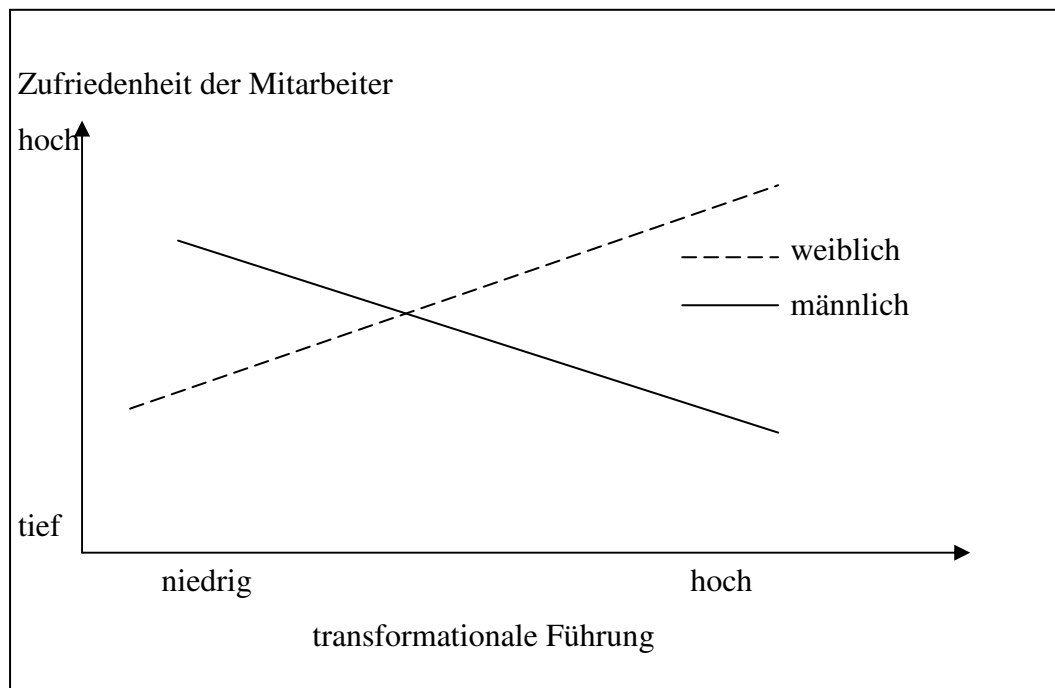 Zufriedenheit der Mitarbeiter
hoch
weiblich
männlich
tief
niedrig hoch
transformationale Führung